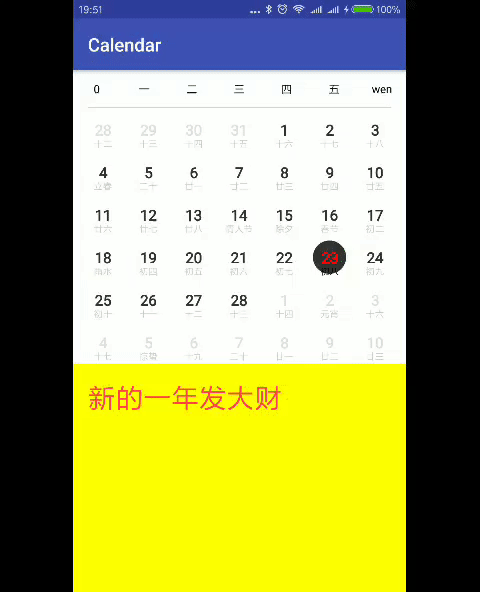 19:51 ... 100%
Calendar
0 一 二 三 四 五 wen
28 29 30 31 1 2 3
十二 十三 十四 十五 十六 十七 十八
4 5 6 7 8 9 10
立春 二十 廿一 廿二 廿三 廿四 廿五
11 12 13 14 15 16 17
廿六 廿七 廿八 情人节 除夕 春节 初二
18 19 20 21 22 23 24
雨水 初四 初五 初六 初七 初八 初九
25 26 27 28 1 2 3
初十 十一 十二 十三 十四 元宵 十六
4 5 6 7 8 9 10
十七 惊蛰 十九 二十 廿一 廿二 廿三
新的一年发大财